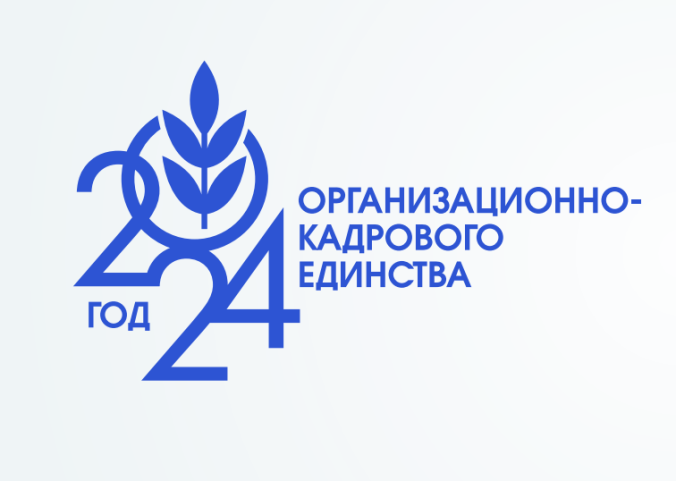 2024
ГОД
ОРГАНИЗАЦИОННО-
КАДРОВОГО
ЕДИНСТВА